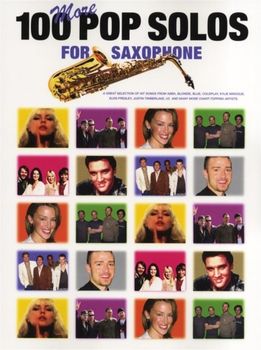 More
100 POP SOLOS
FOR SAXOPHONE
A GREAT SELECTION OF HIT SONGS FROM ABBA, BLONDIE, BLUE, COLDPLAY, KYLIE MINOGUE,
ELVIS PRESLEY, JUSTIN TIMBERLAKE, U2, AND MANY MORE CHART-TOPPING ARTISTS.